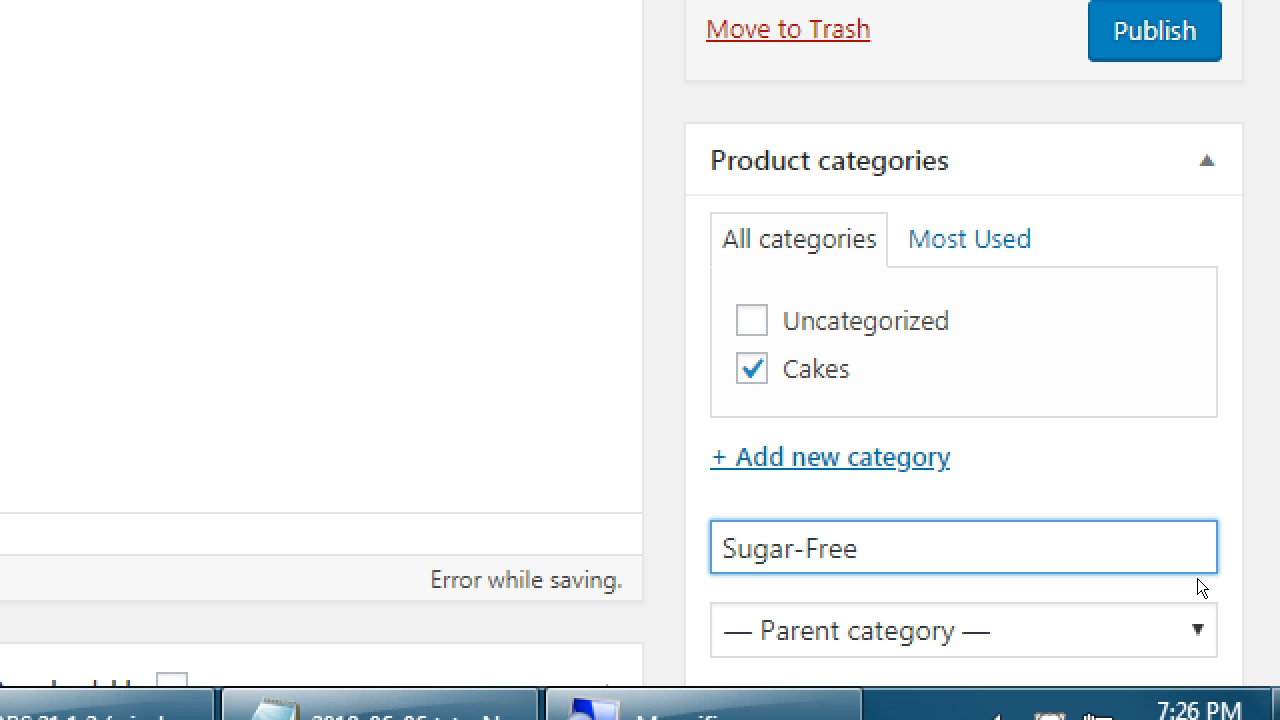 Move to Trash
Publish
Product categories
All categories
Most Used
Uncategorized
Cakes
+ Add new category
Sugar-Free
Error while saving.
— Parent category —
7:26 PM